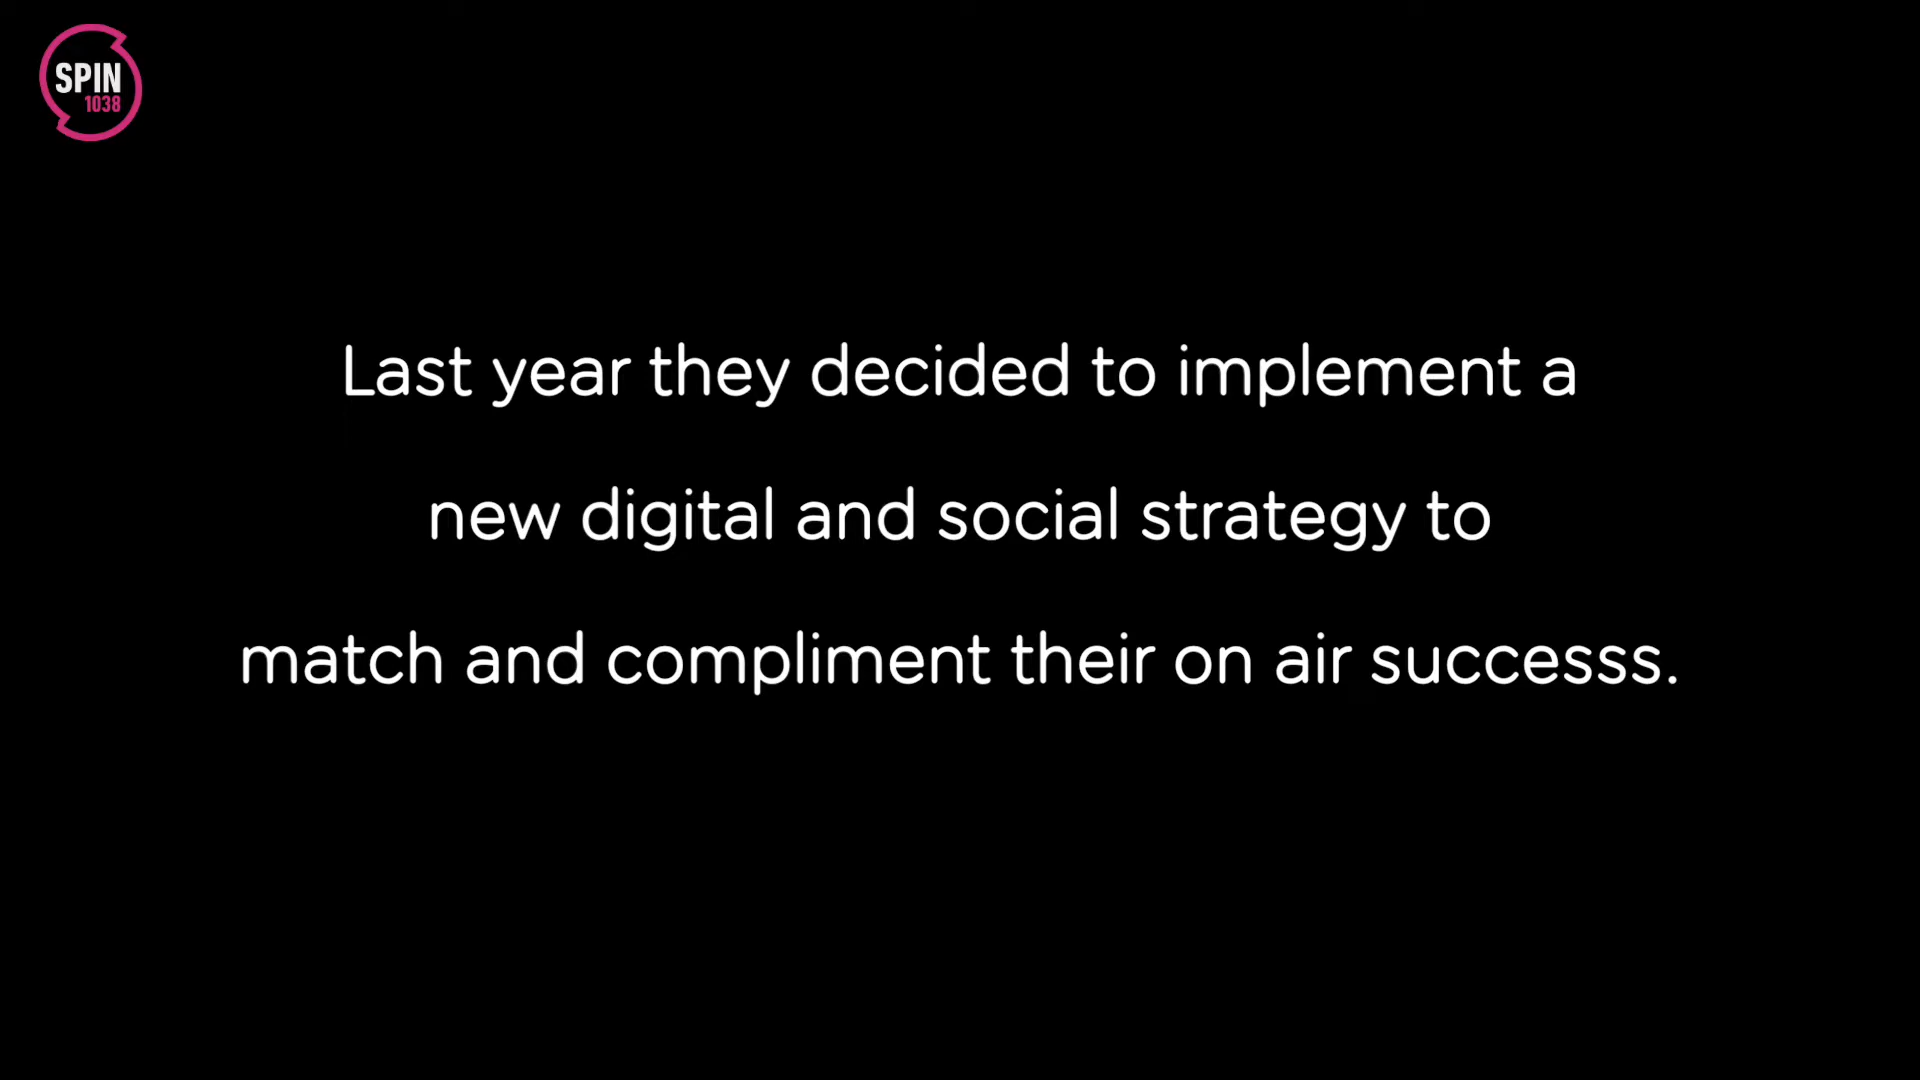 SPIN
1038
Last year they decided to implement a
new digital and social strategy to
match and compliment their on air successs.